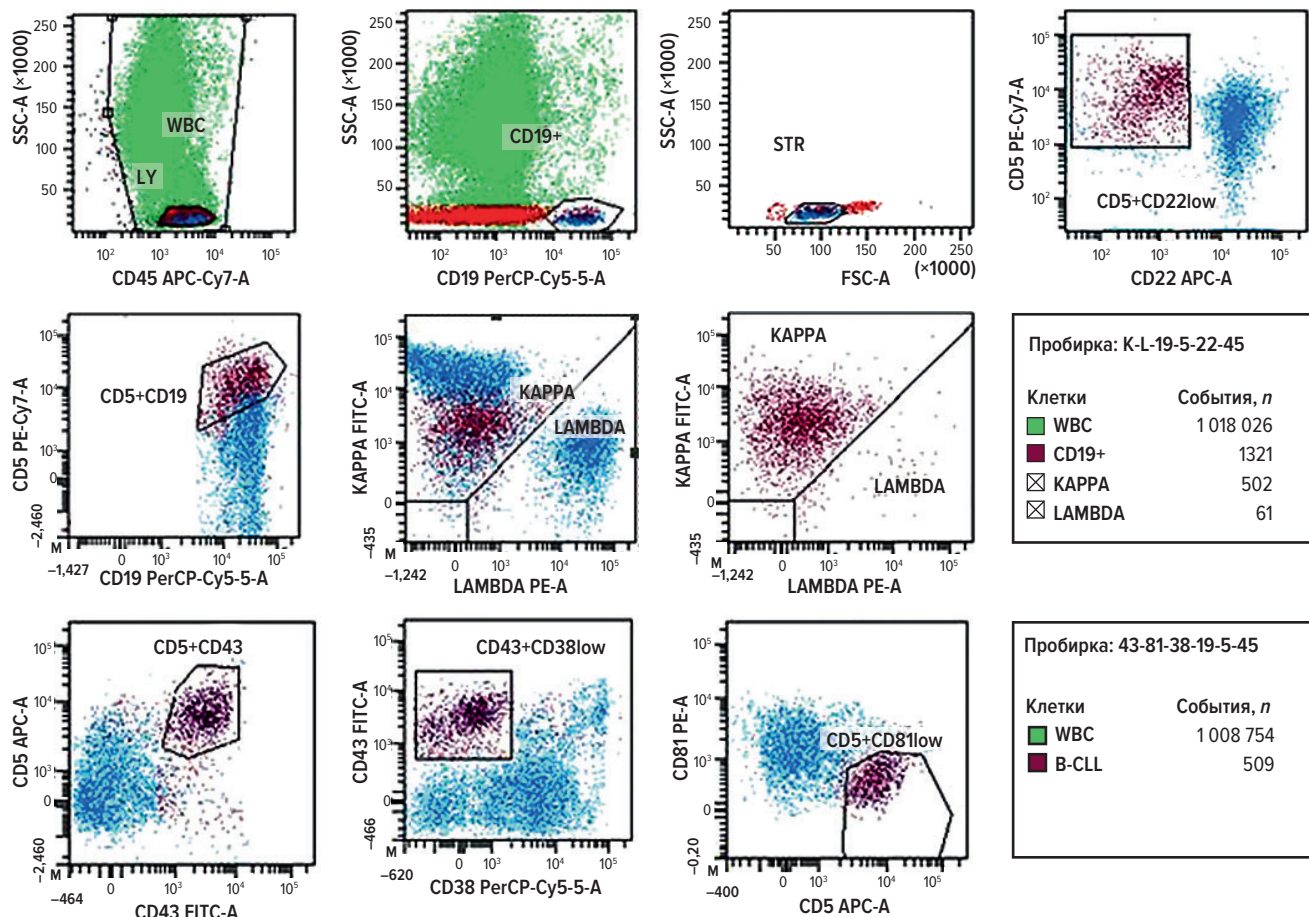 SSC-A (×1000)
250
200
150
100
50
WBC
LY
10²
10³
10⁴
10⁵
CD45 APC-Cy7-A
SSC-A (×1000)
250
200
150
100
50
CD19+
10²
10³
10⁴
10⁵
CD19 PerCP-Cy5-5-A
SSC-A (×1000)
250
200
150
100
50
STR
50
100
150
200
250
(×1000)
FSC-A
CD5 PE-Cy7-A
10⁵
10⁴
10³
10²
CD5+CD22low
10²
10³
10⁴
10⁵
CD22 APC-A
CD5 PE-Cy7-A
10⁵
10⁴
10³
0
−2,460
CD5+CD19
M
−1,427
0
10³
10⁴
10⁵
CD19 PerCP-Cy5-5-A
KAPPA FITC-A
10⁵
10⁴
10³
0
−435
KAPPA
LAMBDA
M
−1,242
0
10³
10⁴
10⁵
LAMBDA PE-A
KAPPA FITC-A
10⁵
10⁴
10³
0
−435
KAPPA
LAMBDA
M
−1,242
0
10³
10⁴
10⁵
LAMBDA PE-A
Пробирка: K-L-19-5-22-45
Клетки События, n
WBC 1 018 026
CD19+ 1321
KAPPA 502
LAMBDA 61
CD5 APC-A
10⁵
10⁴
10³
0
−2,460
CD5+CD43
M
−464
0
10³
10⁴
10⁵
CD43 FITC-A
CD43 FITC-A
10⁵
10⁴
10³
0
−466
CD43+CD38low
M
−620
0
10³
10⁴
10⁵
CD38 PerCP-Cy5-5-A
CD81 PE-A
10⁵
10⁴
10³
0
−0,20
CD5+CD81low
M
−400
0
10³
10⁴
10⁵
CD5 APC-A
Пробирка: 43-81-38-19-5-45
Клетки События, n
WBC 1 008 754
B-CLL 509